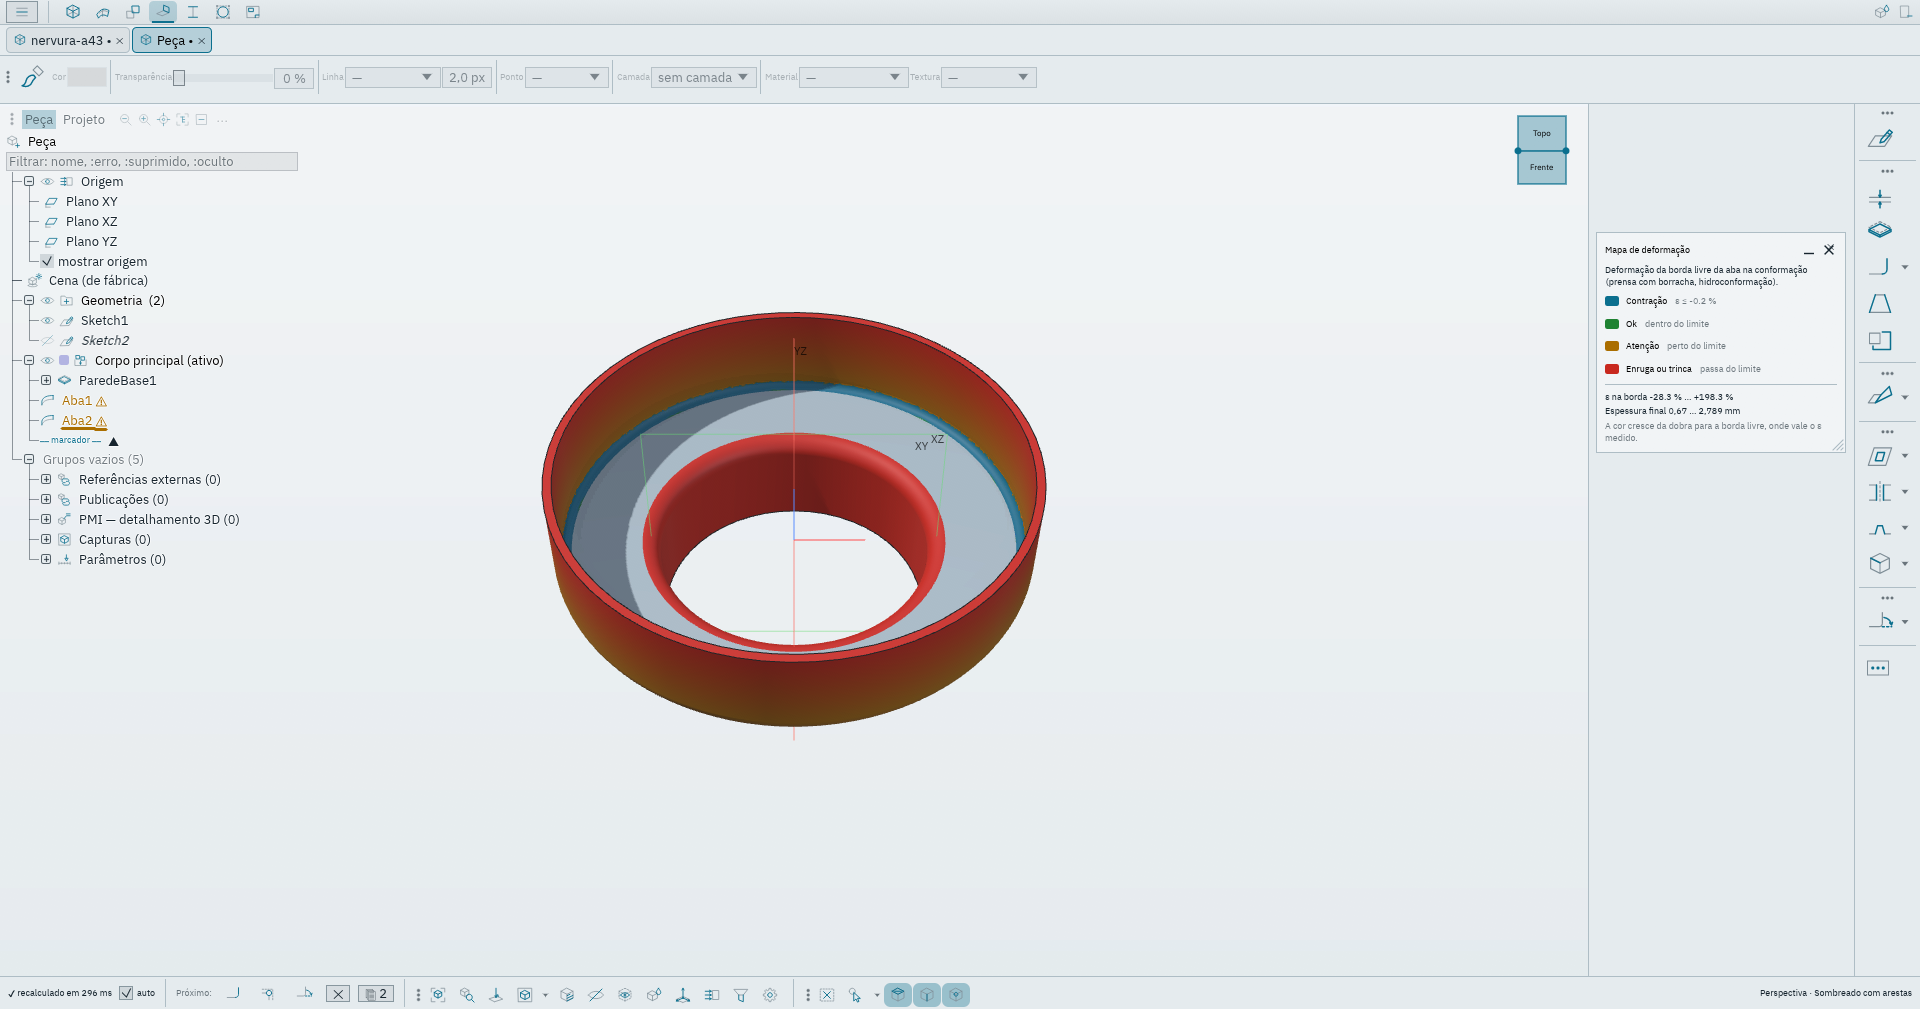 nervura-a43 •
Peça •
Cor
Transparência
0 %
Linha
—
2,0 px
Ponto
—
Camada
sem camada
Material
—
Textura
—
Peça
Projeto
...
Peça
Filtrar: nome, :erro, :suprimido, :oculto
Origem
Plano XY
Plano XZ
Plano YZ
mostrar origem
Cena (de fábrica)
Geometria (2)
Sketch1
Sketch2
Corpo principal (ativo)
ParedeBase1
Aba1
Aba2
marcador
Grupos vazios (5)
Referências externas (0)
Publicações (0)
PMI — detalhamento 3D (0)
Capturas (0)
Parâmetros (0)
YZ
XZ
XY
Topo
Frente
Mapa de deformação
Deformação da borda livre da aba na conformação
(prensa com borracha, hidroconformação).
Contração ε ≤ -0.2 %
Ok dentro do limite
Atenção perto do limite
Enruga ou trinca passa do limite
ε na borda -28.3 % ... +198.3 %
Espessura final 0,67 ... 2,789 mm
A cor cresce da dobra para a borda livre, onde vale o ε
medido.
✓ recalculado em 296 ms
auto
Próximo:
2
Perspectiva · Sombreado com arestas